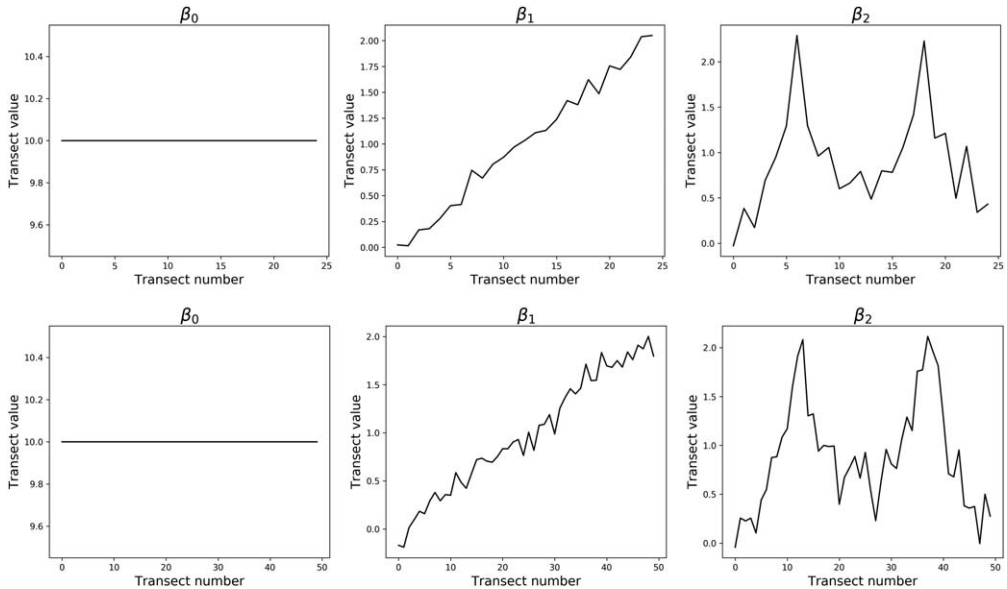 β0
Transect value
10.4
10.2
10.0
9.8
9.6
0 5 10 15 20 25
Transect number
β1
Transect value
2.00
1.75
1.50
1.25
1.00
0.75
0.50
0.25
0.00
0 5 10 15 20 25
Transect number
β2
Transect value
2.0
1.5
1.0
0.5
0.0
0 5 10 15 20 25
Transect number
β0
Transect value
10.4
10.2
10.0
9.8
9.6
0 10 20 30 40 50
Transect number
β1
Transect value
2.0
1.5
1.0
0.5
0.0
0 10 20 30 40 50
Transect number
β2
Transect value
2.0
1.5
1.0
0.5
0.0
0 10 20 30 40 50
Transect number